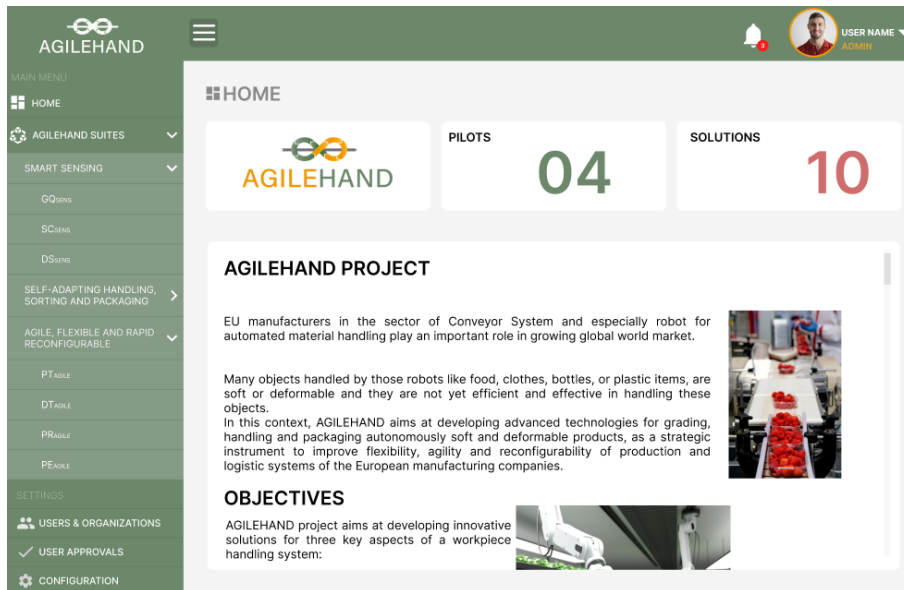 AGILEHAND
3
USER NAME
ADMIN
MAIN MENU
HOME
AGILEHAND SUITES
SMART SENSING
GQSENS
SCSENS
DSSENS
SELF-ADAPTING HANDLING,
SORTING AND PACKAGING
AGILE, FLEXIBLE AND RAPID
RECONFIGURABLE
PTAGILE
DTAGILE
PRAGILE
PEAGILE
SETTINGS
USERS & ORGANIZATIONS
USER APPROVALS
CONFIGURATION
HOME
AGILEHAND
PILOTS
04
SOLUTIONS
10
AGILEHAND PROJECT
EU manufacturers in the sector of Conveyor System and especially robot for
automated material handling play an important role in growing global world market.
Many objects handled by those robots like food, clothes, bottles, or plastic items, are
soft or deformable and they are not yet efficient and effective in handling these
objects.
In this context, AGILEHAND aims at developing advanced technologies for grading,
handling and packaging autonomously soft and deformable products, as a strategic
instrument to improve flexibility, agility and reconfigurability of production and
logistic systems of the European manufacturing companies.
OBJECTIVES
AGILEHAND project aims at developing innovative
solutions for three key aspects of a workpiece
handling system: